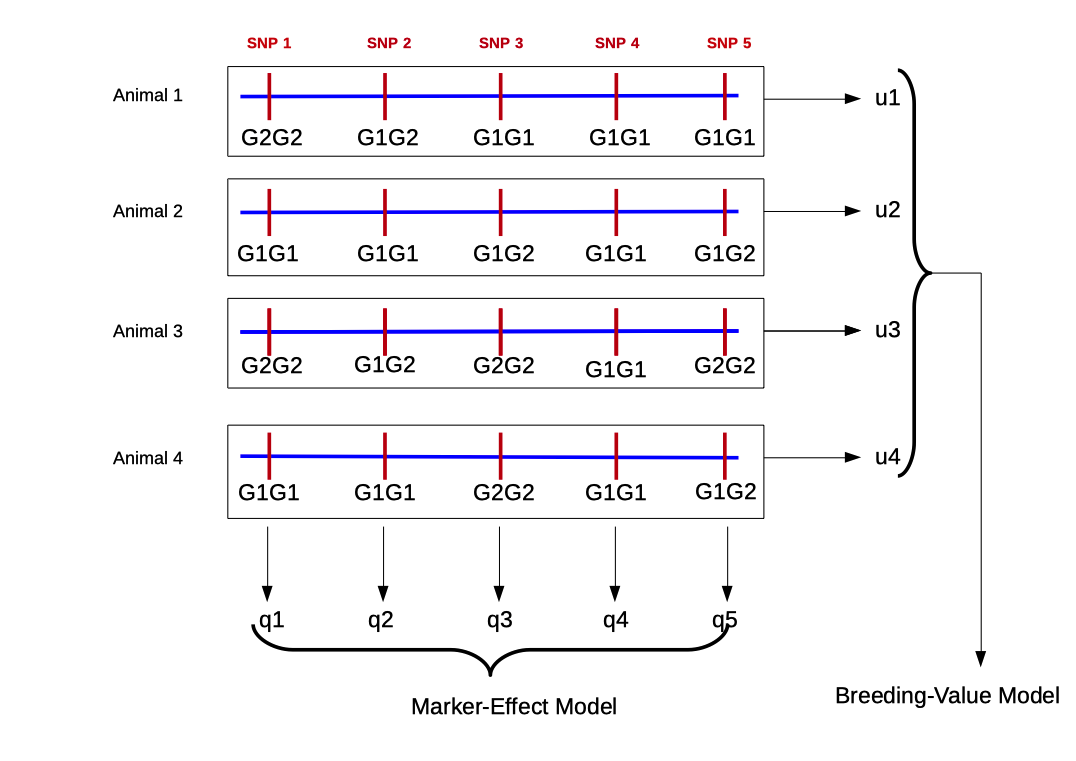 SNP 1 SNP 2 SNP 3 SNP 4 SNP 5
Animal 1 u1
G2G2 G1G2 G1G1 G1G1 G1G1
Animal 2 u2
G1G1 G1G1 G1G2 G1G1 G1G2
Animal 3 u3
G2G2 G1G2 G2G2 G1G1 G2G2
Animal 4 u4
G1G1 G1G1 G2G2 G1G1 G1G2
q1 q2 q3 q4 q5
Marker-Effect Model Breeding-Value Model